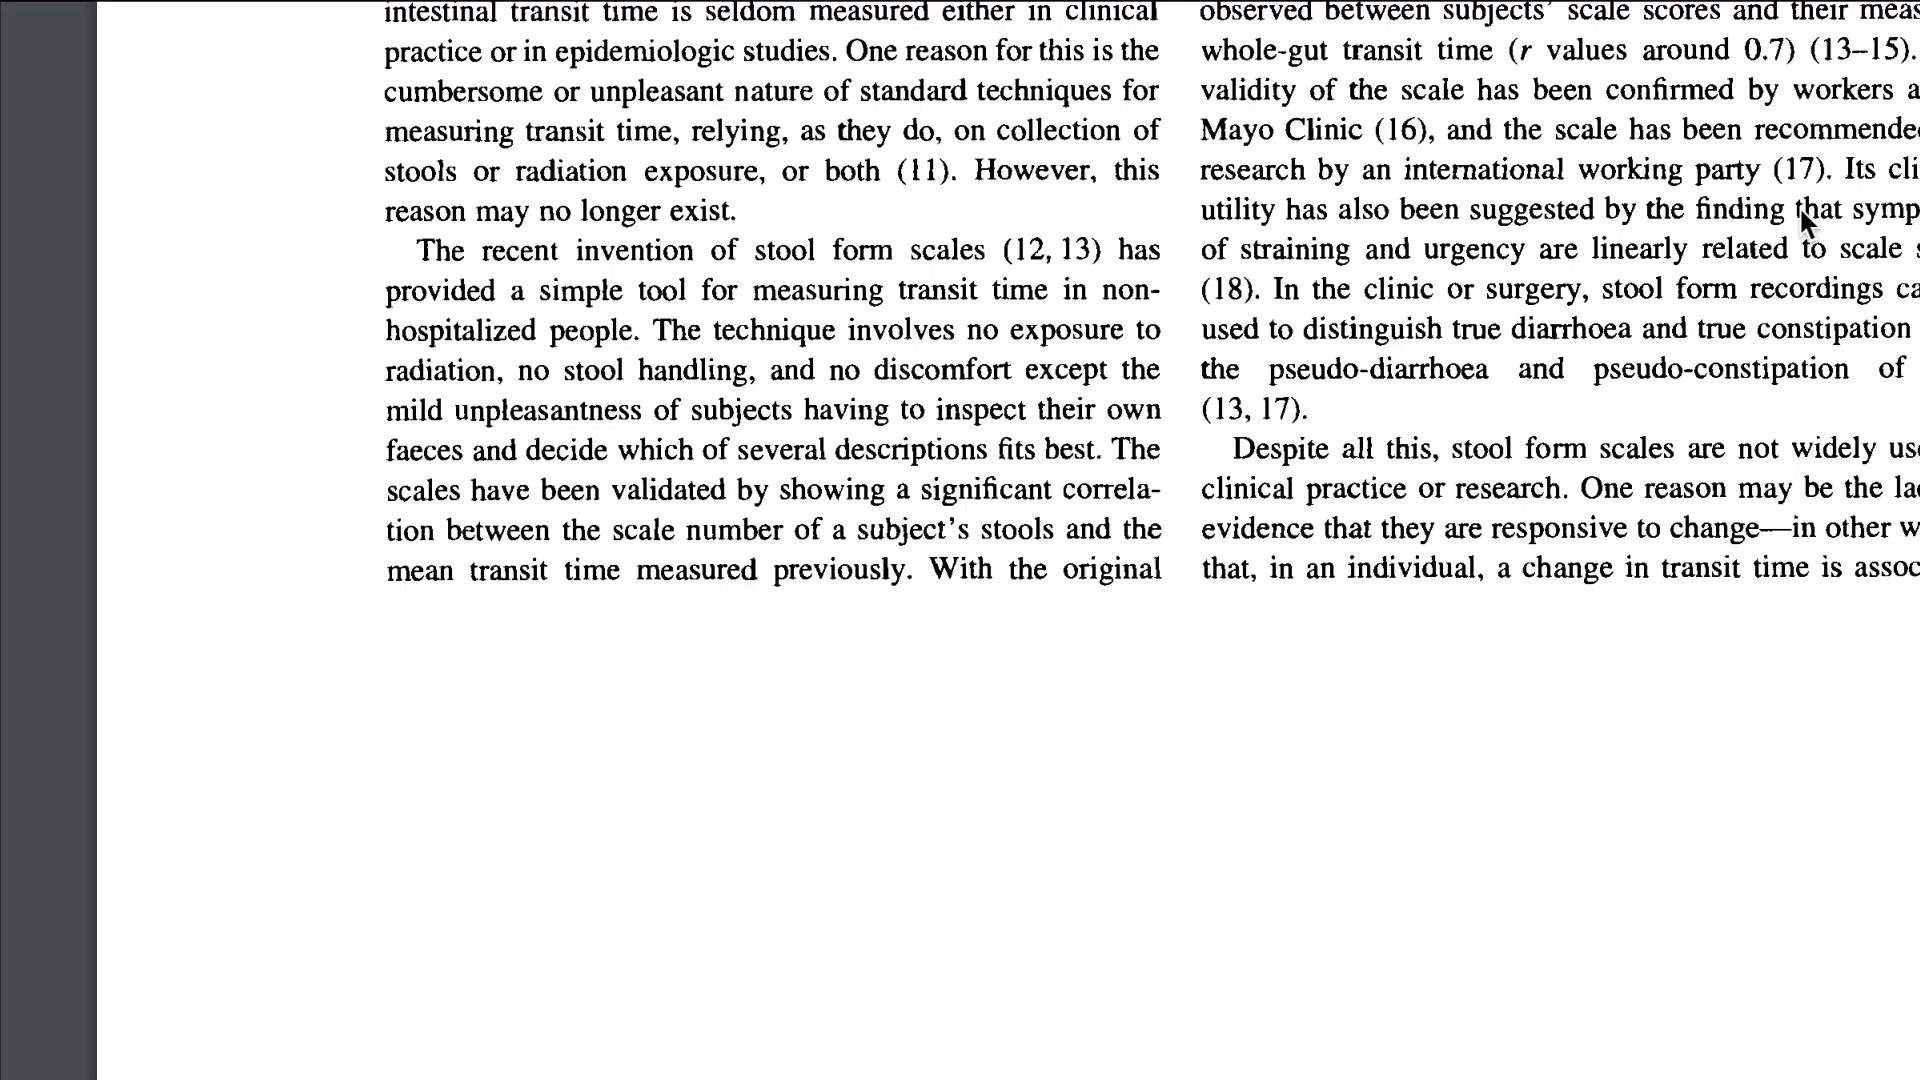 intestinal transit time is seldom measured either in clinical
practice or in epidemiologic studies. One reason for this is the
cumbersome or unpleasant nature of standard techniques for
measuring transit time, relying, as they do, on collection of
stools or radiation exposure, or both (11). However, this
reason may no longer exist.
The recent invention of stool form scales (12, 13) has
provided a simple tool for measuring transit time in non-
hospitalized people. The technique involves no exposure to
radiation, no stool handling, and no discomfort except the
mild unpleasantness of subjects having to inspect their own
faeces and decide which of several descriptions fits best. The
scales have been validated by showing a significant correla-
tion between the scale number of a subject's stools and the
mean transit time measured previously. With the original
observed between subjects' scale scores and their
whole-gut transit time (r values around 0.7) (13–15).
validity of the scale has been confirmed by workers
Mayo Clinic (16), and the scale has been
research by an international working party (17). Its
utility has also been suggested by the finding that
of straining and urgency are linearly related to scale
(18). In the clinic or surgery, stool form recordings
used to distinguish true diarrhoea and true constipation
the pseudo-diarrhoea and pseudo-constipation of
(13, 17).
Despite all this, stool form scales are not widely
clinical practice or research. One reason may be the
evidence that they are responsive to change—in other
that, in an individual, a change in transit time is